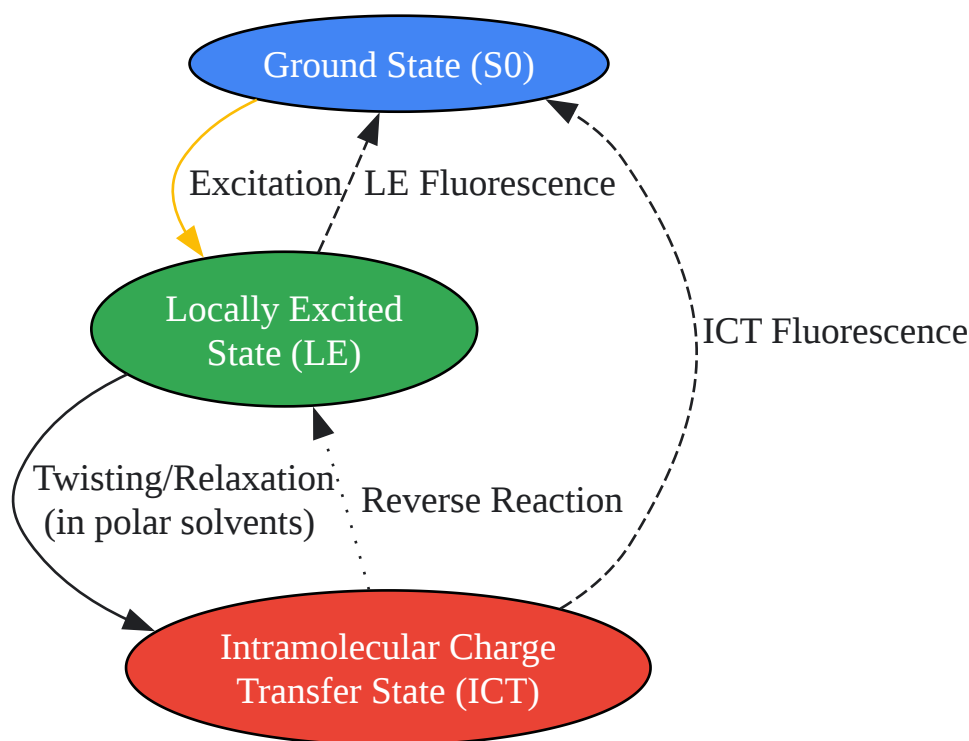 Ground State (S0)
Excitation
LE Fluorescence
Locally Excited
State (LE)
ICT Fluorescence
Twisting/Relaxation
(in polar solvents)
Reverse Reaction
Intramolecular Charge
Transfer State (ICT)